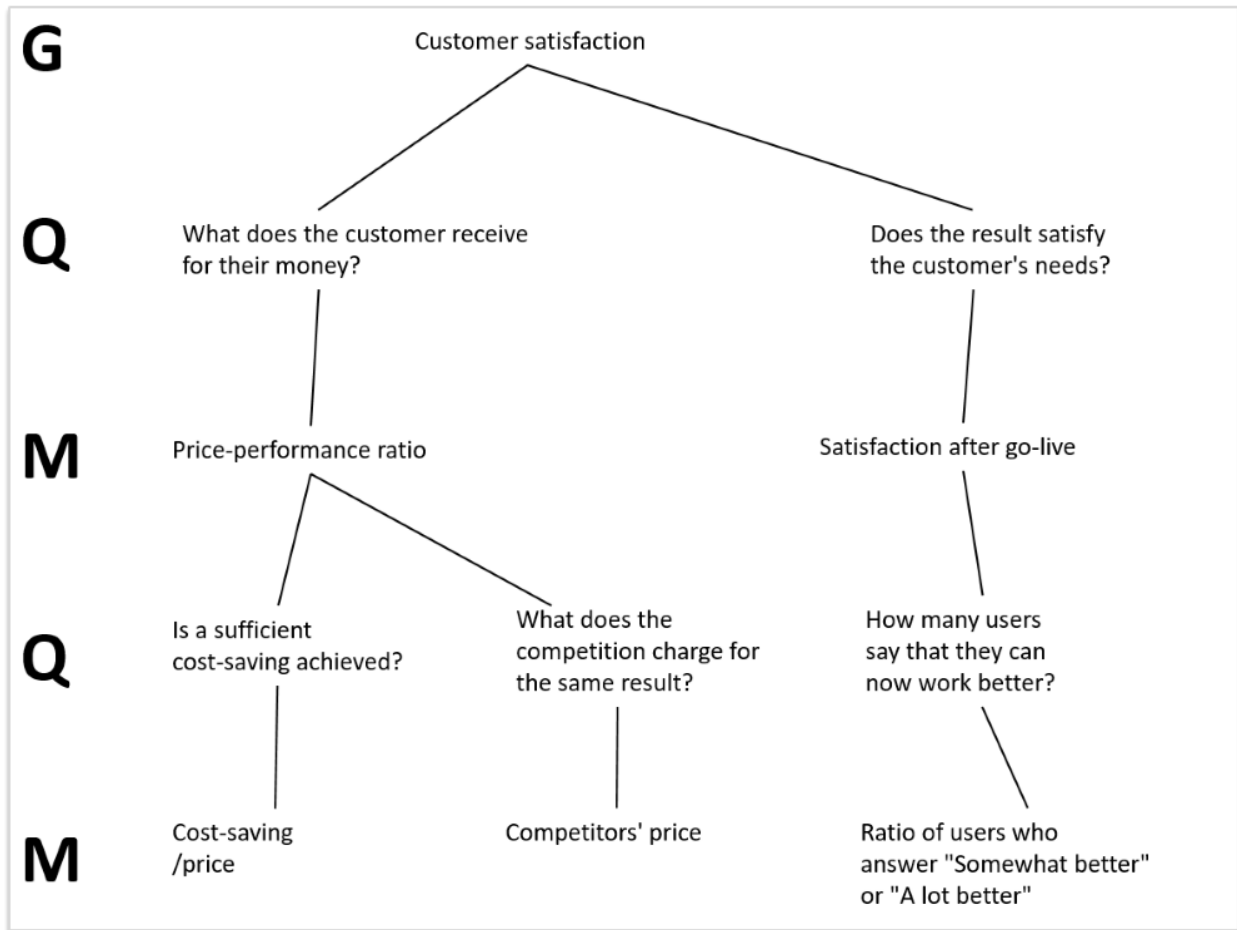 G
Customer satisfaction
Q
What does the customer receive
for their money?
Does the result satisfy
the customer's needs?
M
Price-performance ratio
Satisfaction after go-live
Q
Is a sufficient
cost-saving achieved?
What does the
competition charge for
the same result?
How many users
say that they can
now work better?
M
Cost-saving
/price
Competitors' price
Ratio of users who
answer "Somewhat better"
or "A lot better"